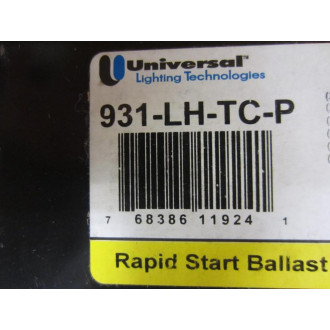 Universal
Lighting Technologies
931-LH-TC-P
7 68386 11924 1
Rapid Start Ballast